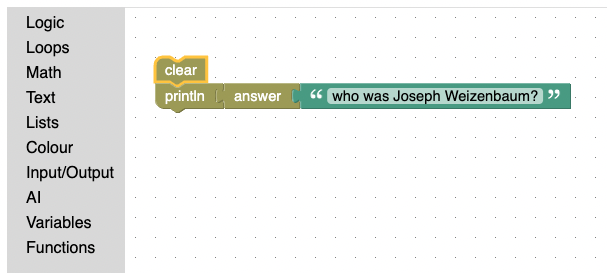 Logic
Loops
Math
Text
Lists
Colour
Input/Output
AI
Variables
Functions
clear
println answer “ who was Joseph Weizenbaum? ”